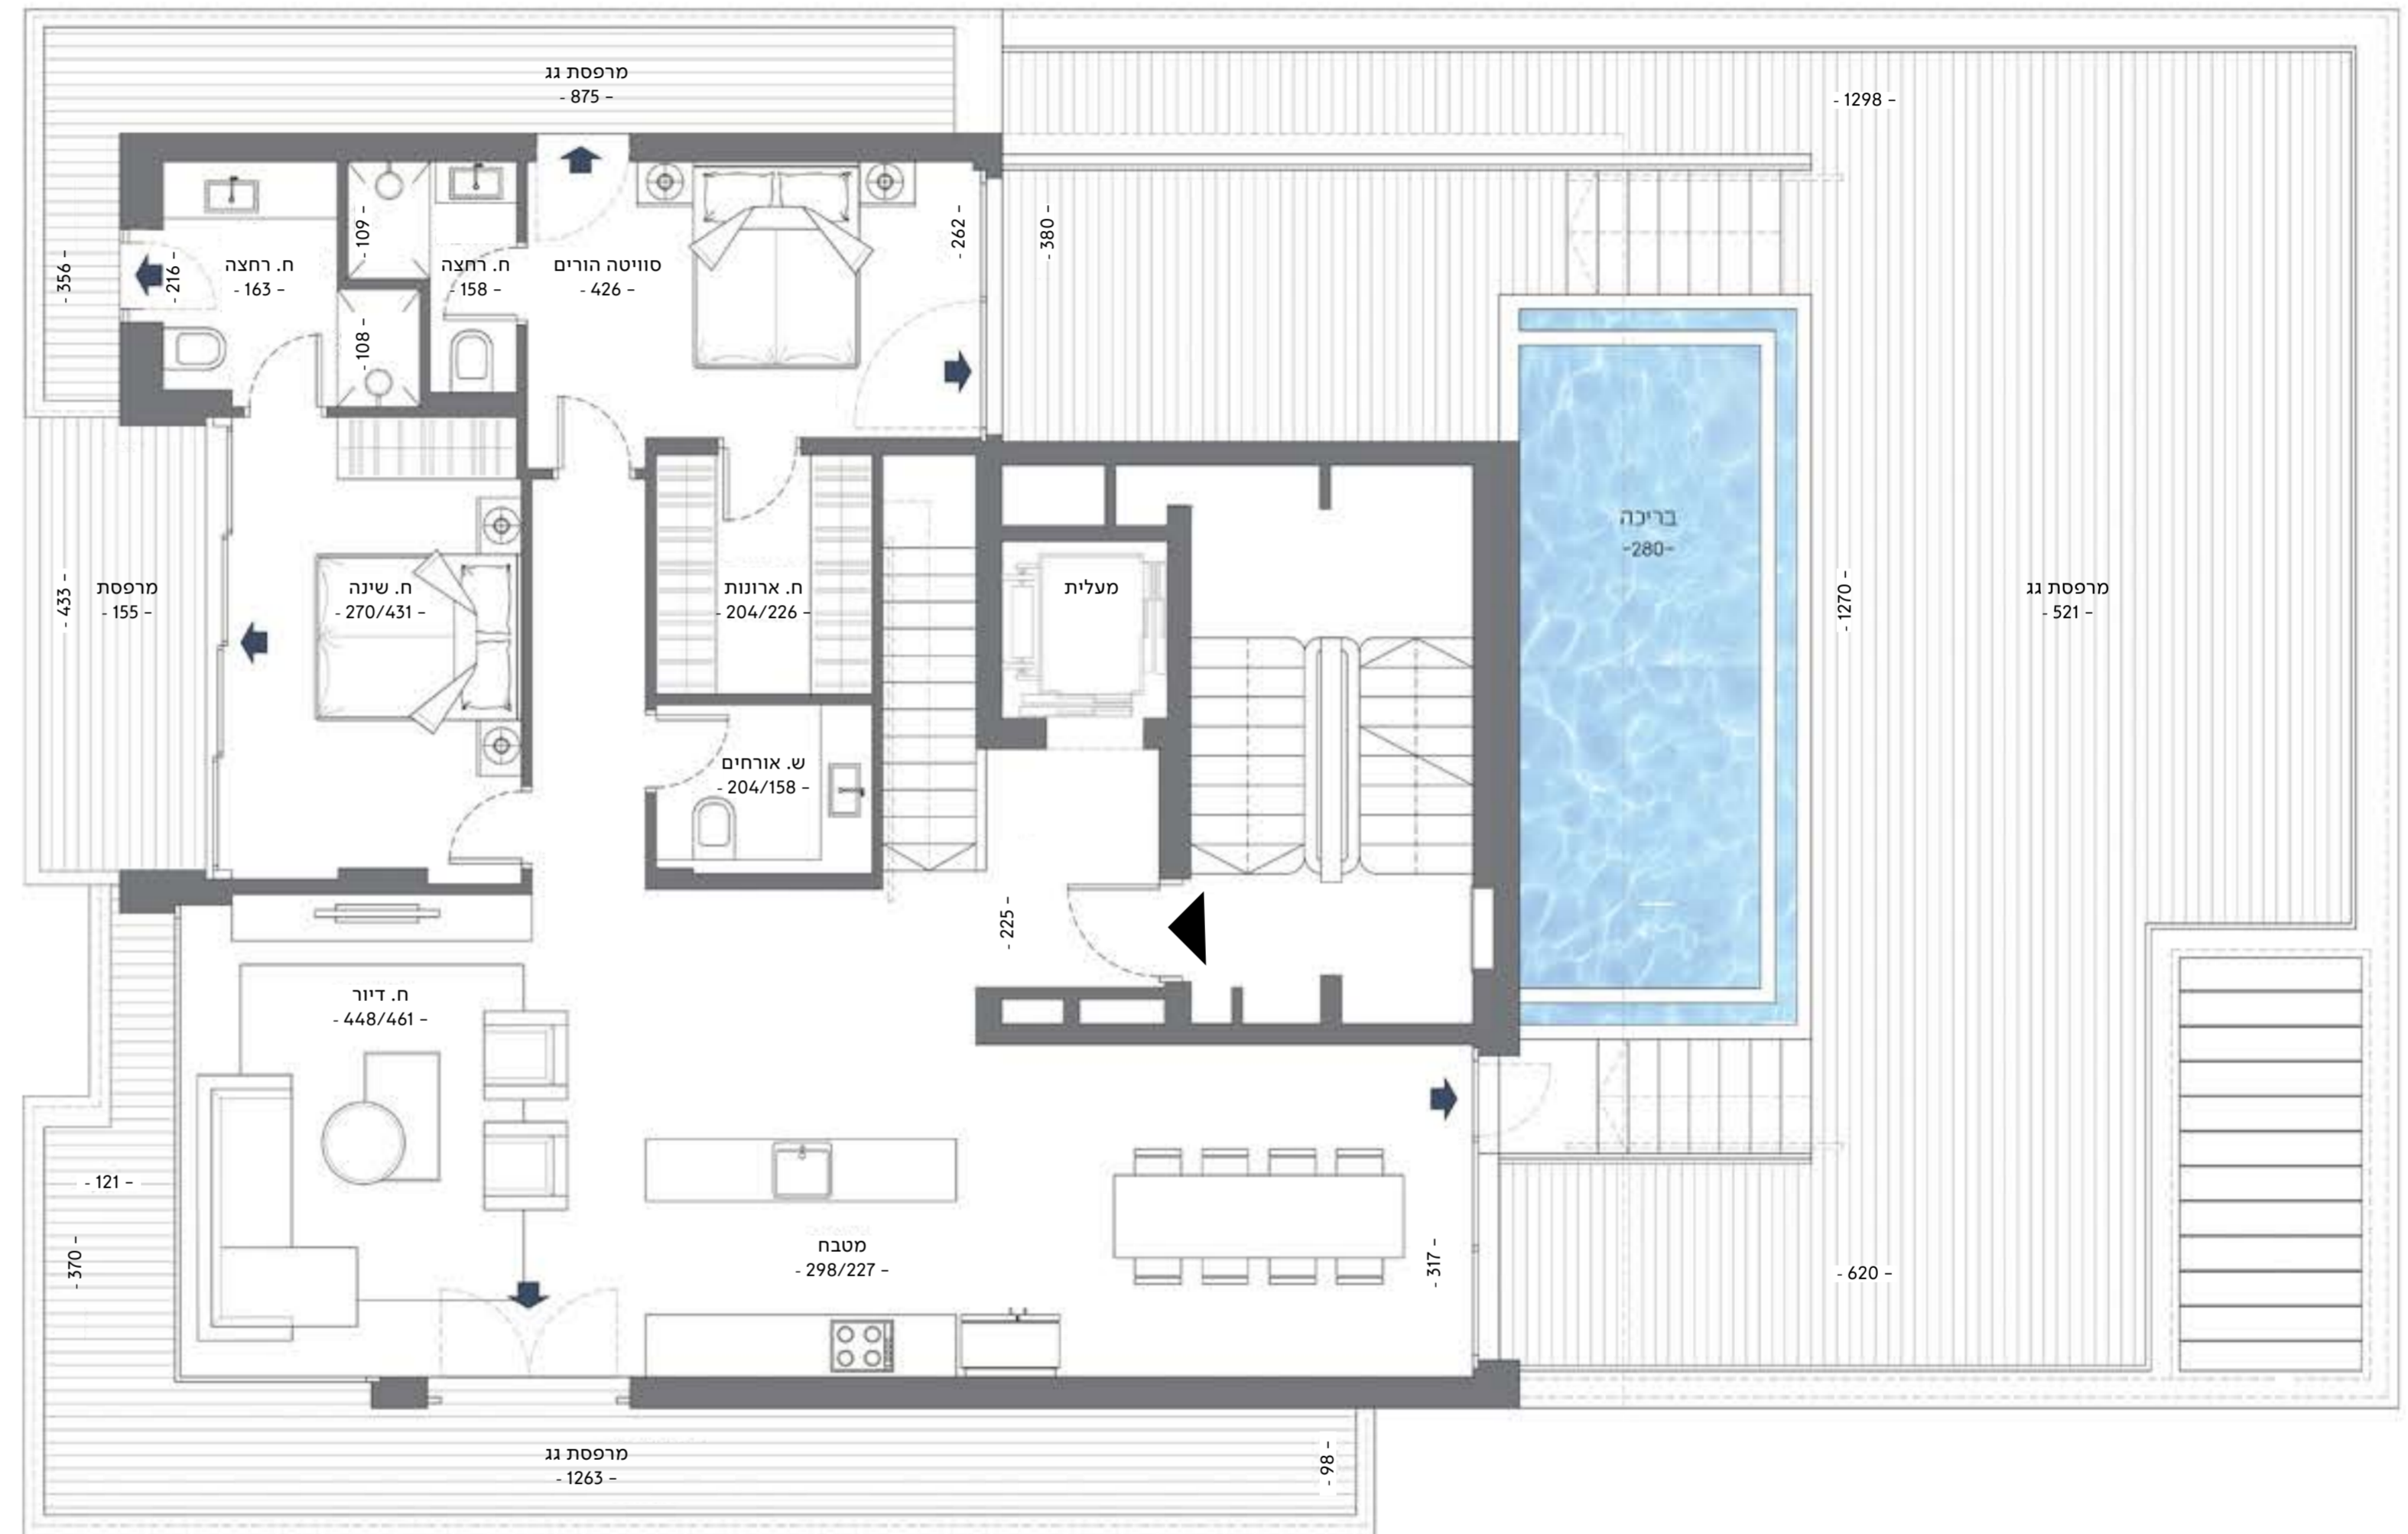 מרפסת גג
- 875 -
- 1298 -
- 356 -
- 216 -
ח. רחצה
- 163 -
- 109 -
- 108 -
ח. רחצה
- 158 -
סוויטה הורים
- 426 -
- 262 -
- 380 -
- 433 -
מרפסת
- 155 -
ח. שינה
- 270/431 -
ח. ארונות
- 204/226 -
מעלית
בריכה
-280-
- 1270 -
מרפסת גג
- 521 -
ש. אורחים
- 204/158 -
- 225 -
ח. דיור
- 448/461 -
- 121 -
- 370 -
מטבח
- 298/227 -
- 317 -
- 620 -
מרפסת גג
- 1263 -
- 98 -